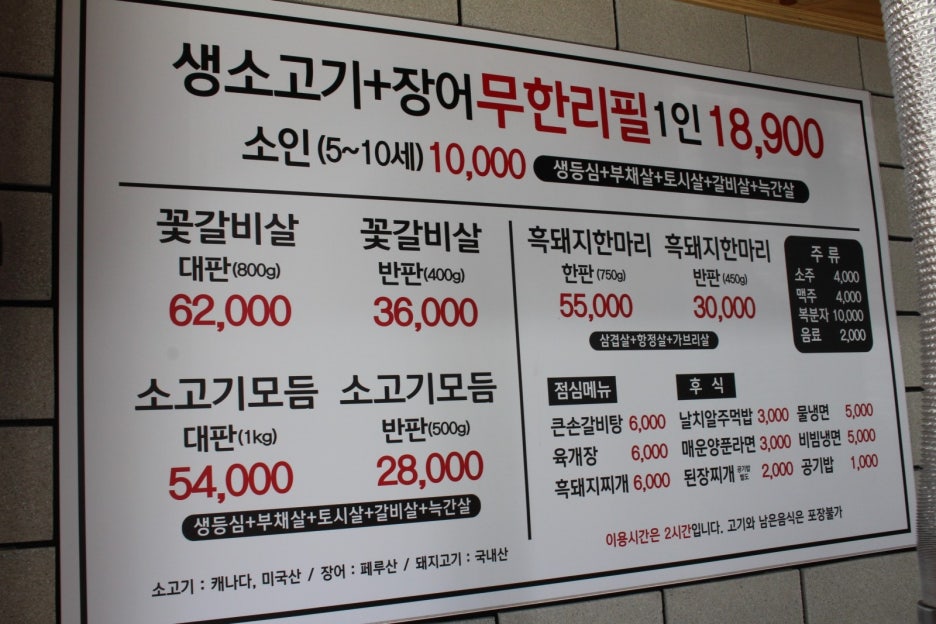 생소고기+장어무한리필1인 18,900
소인 (5~10세) 10,000 생등심+부채살+토시살+갈비살+늑간살
꽃갈비살
대판(800g)
62,000
꽃갈비살
반판(400g)
36,000
소고기모듬
대판(1kg)
54,000
소고기모듬
반판(500g)
28,000
생등심+부채살+토시살+갈비살+늑간살
소고기 : 캐나다, 미국산 / 장어 : 페루산 / 돼지고기 : 국내산
흑돼지한마리
한판(750g)
55,000
흑돼지한마리
반판(450g)
30,000
삼겹살+항정살+가브리살
주 류
소주 4,000
맥주 4,000
복분자 10,000
음료 2,000
점심메뉴
큰손갈비탕 6,000
육개장 6,000
흑돼지찌개 6,000
후 식
날치알주먹밥 3,000 물냉면 5,000
매운양푼라면 3,000 비빔냉면 5,000
된장찌개 공기밥별도 2,000 공기밥 1,000
이용시간은 2시간입니다. 고기와 남은음식은 포장불가